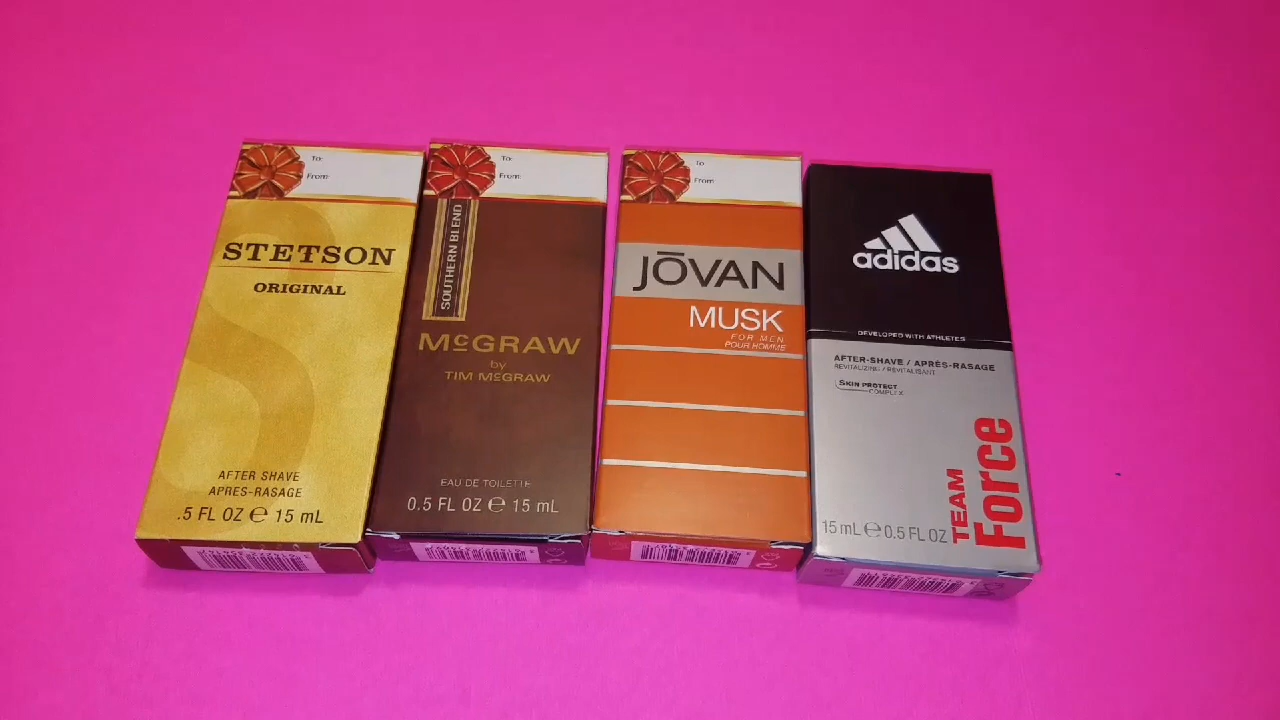 To:
From:
STETSON
ORIGINAL
AFTER SHAVE
APRES-RASAGE
.5 FL OZ ℮ 15 mL
To:
From:
SOUTHERN BLEND
McGRAW
by
TIM McGRAW
EAU DE TOILETTE
0.5 FL OZ ℮ 15 mL
To
From:
JŌVAN
MUSK
FOR MEN
POUR HOMME
adidas
DEVELOPED WITH ATHLETES
AFTER-SHAVE / APRÈS-RASAGE
REVITALIZING / REVITALISANT
SKIN PROTECT
COMPLEX
TEAM
Force
15 mL ℮ 0.5 FL OZ